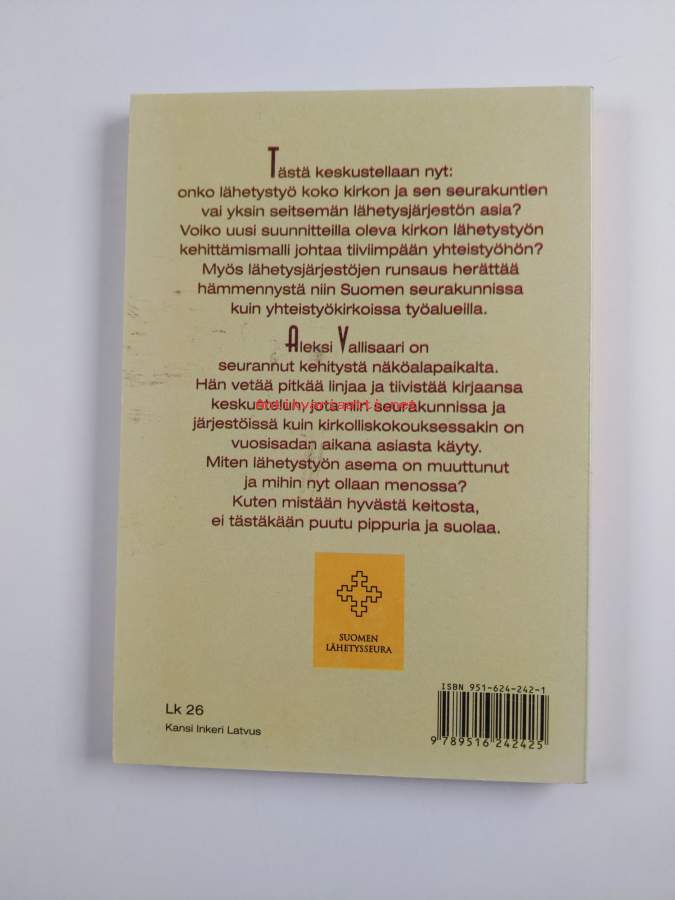 Tästä keskustellaan nyt:
onko lähetystyö koko kirkon ja sen seurakuntien
vai yksin seitsemän lähetysjärjestön asia?
Voiko uusi suunnitteilla oleva kirkon lähetystyön
kehittämismalli johtaa tiiviimpään yhteistyöhön?
Myös lähetysjärjestöjen runsaus herättää
hämmennystä niin Suomen seurakunnissa
kuin yhteistyökirkoissa työalueilla.
Aleksi Vallisaari on
seurannut kehitystä näköalapaikalta.
Hän vetää pitkää linjaa ja tiivistää kirjaansa
keskustelun, jota niin seurakunnissa ja
järjestöissä kuin kirkolliskokouksessakin on
vuosisadan aikana asiasta käyty.
Miten lähetystyön asema on muuttunut
ja mihin nyt ollaan menossa?
Kuten mistään hyvästä keitosta,
ei tästäkään puutu pippuria ja suolaa.
SUOMEN
LÄHETYSSEURA
ISBN 951-624-242-1
9 789516 242425
Lk 26
Kansi Inkeri Latvus